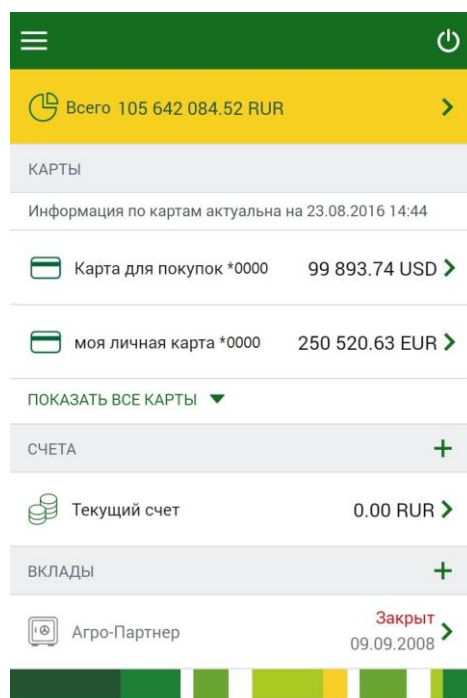 Всего 105 642 084.52 RUR
КАРТЫ
Информация по картам актуальна на 23.08.2016 14:44
Карта для покупок *0000 99 893.74 USD
моя личная карта *0000 250 520.63 EUR
ПОКАЗАТЬ ВСЕ КАРТЫ
СЧЕТА
Текущий счет 0.00 RUR
ВКЛАДЫ
Агро-Партнер Закрыт
09.09.2008